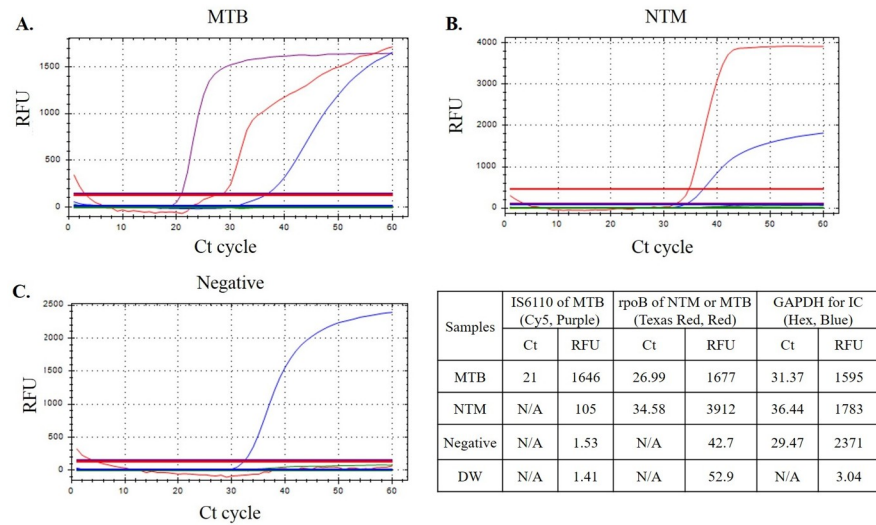 A.
MTB
RFU
1500
1000
500
0
0 10 20 30 40 50 60
Ct cycle
B.
NTM
RFU
4000
3000
2000
1000
0
0 10 20 30 40 50 60
Ct cycle
C.
Negative
RFU
2500
2000
1500
1000
500
0
0 10 20 30 40 50 60
Ct cycle
Samples IS6110 of MTB (Cy5, Purple) rpoB of NTM or MTB (Texas Red, Red) GAPDH for IC (Hex, Blue)
Ct RFU Ct RFU Ct RFU
MTB 21 1646 26.99 1677 31.37 1595
NTM N/A 105 34.58 3912 36.44 1783
Negative N/A 1.53 N/A 42.7 29.47 2371
DW N/A 1.41 N/A 52.9 N/A 3.04